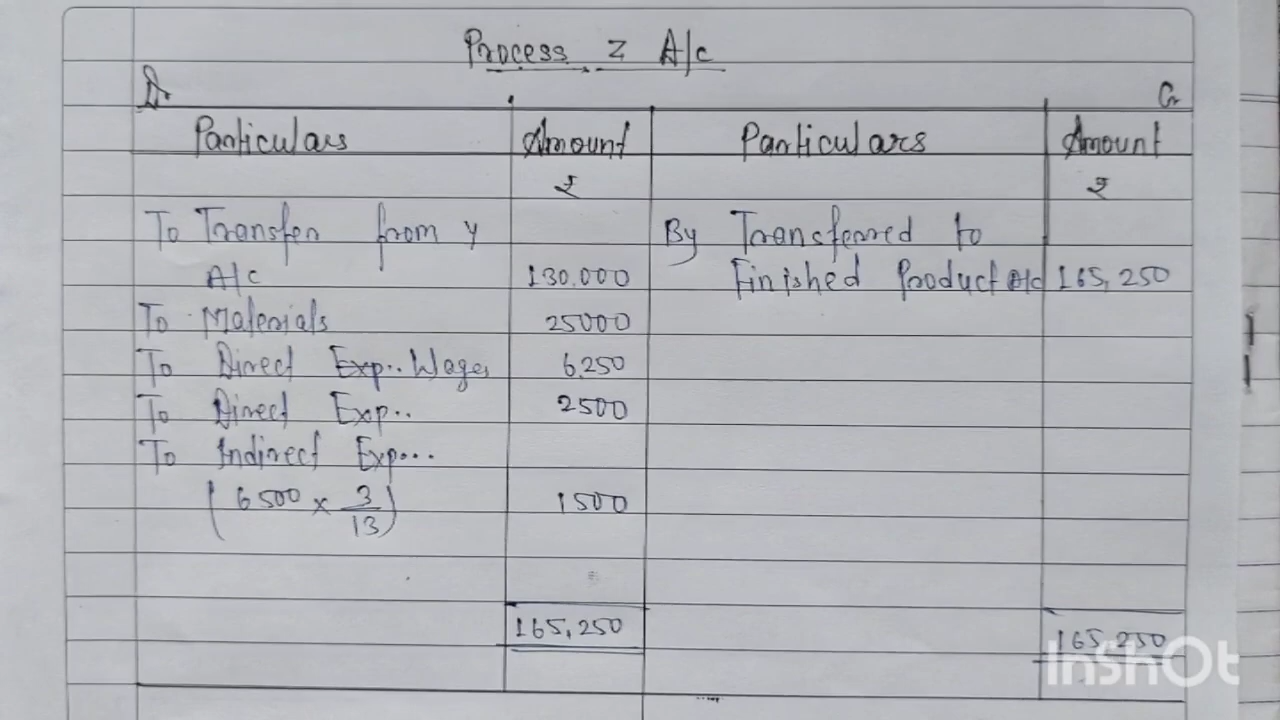 Process Z A/c
Dr Cr
Particulars Amount Particulars Amount
₹ ₹
To Transfer from Y By Transferred to
A/c 130,000 Finished Product A/c 165,250
To Materials 25000
To Direct Exp.. Wages 6,250
To Direct Exp.. 2500
To Indirect Exp...
(6500 × 3/13) 1500
165,250 165,250
InShOt